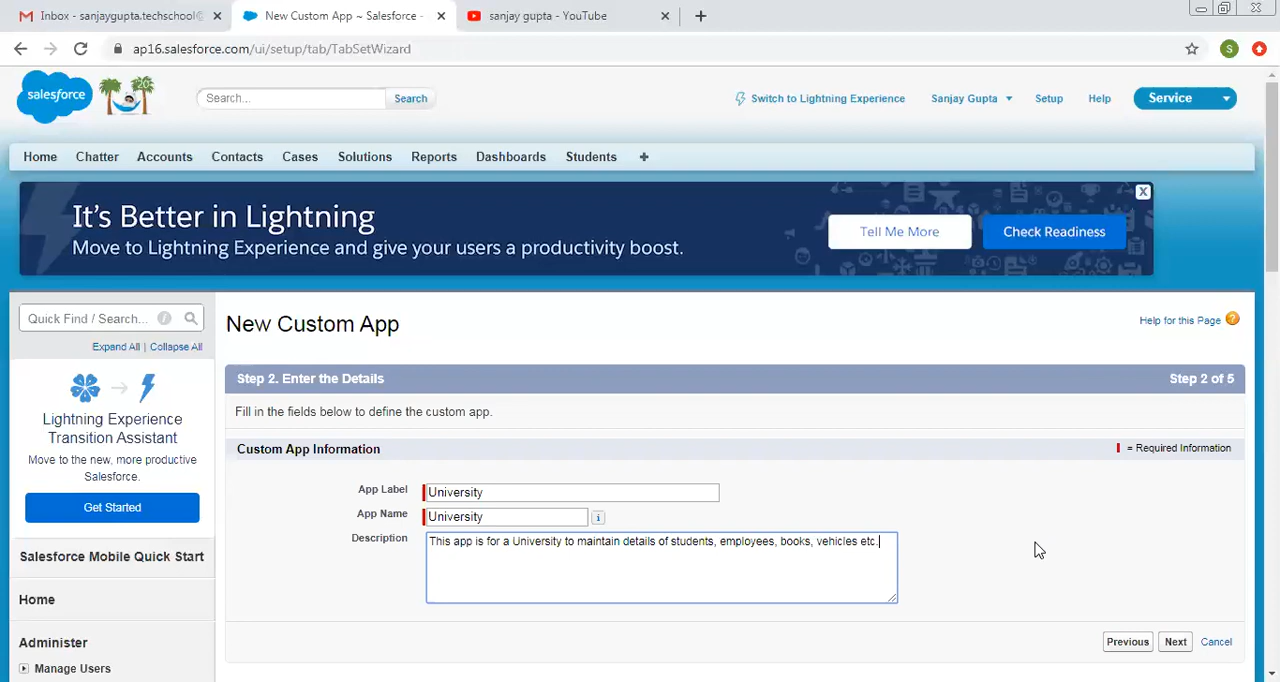 Inbox - sanjaygupta.techschool@
New Custom App ~ Salesforce -
sanjay gupta - YouTube
ap16.salesforce.com/ui/setup/tab/TabSetWizard
S
salesforce
20
Search...
Search
Switch to Lightning Experience
Sanjay Gupta
Setup
Help
Service
Home
Chatter
Accounts
Contacts
Cases
Solutions
Reports
Dashboards
Students
It's Better in Lightning
Move to Lightning Experience and give your users a productivity boost.
Tell Me More
Check Readiness
X
Quick Find / Search...
Expand All | Collapse All
Lightning Experience
Transition Assistant
Move to the new, more productive
Salesforce.
Get Started
Salesforce Mobile Quick Start
Home
Administer
Manage Users
New Custom App
Help for this Page
Step 2. Enter the Details
Step 2 of 5
Fill in the fields below to define the custom app.
Custom App Information
= Required Information
App Label
University
App Name
University
Description
This app is for a University to maintain details of students, employees, books, vehicles etc.
Previous
Next
Cancel